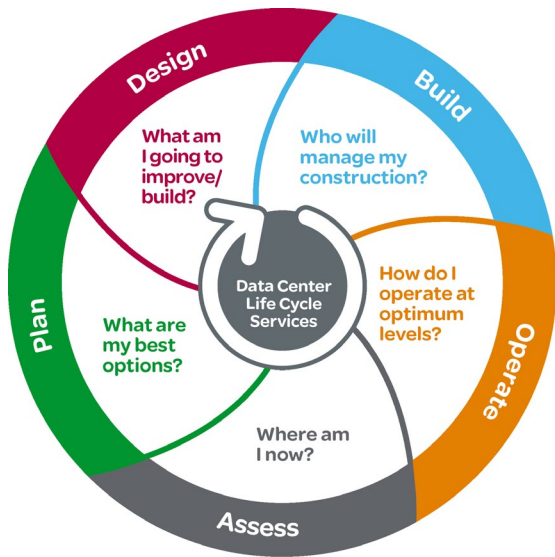 Design
What am
I going to
improve/
build?
Build
Who will
manage my
construction?
Operate
How do I
operate at
optimum
levels?
Assess
Where am
I now?
Plan
What are
my best
options?
Data Center
Life Cycle
Services